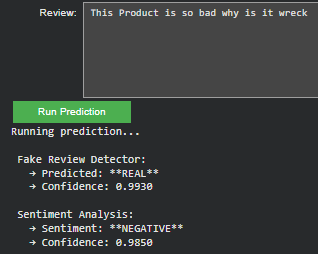 Review: This Product is so bad why is it wreck
Run Prediction
Running prediction...
Fake Review Detector:
→ Predicted: **REAL**
→ Confidence: 0.9930
Sentiment Analysis:
→ Sentiment: **NEGATIVE**
→ Confidence: 0.9850